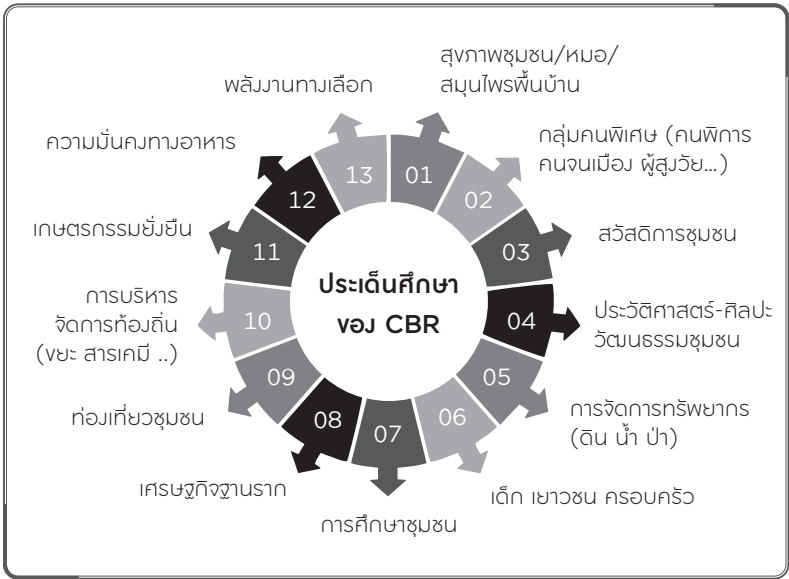 ประเด็นศึกษา
ของ CBR
01
สุขภาพชุมชน/หมอ/
สมุนไพรพื้นบ้าน
02
กลุ่มคนพิเศษ (คนพิการ
คนจนเมือง ผู้สูงวัย...)
03
สวัสดิการชุมชน
04
ประวัติศาสตร์-ศิลปะ
วัฒนธรรมชุมชน
05
การจัดการทรัพยากร
(ดิน น้ำ ป่า)
06
เด็ก เยาวชน ครอบครัว
07
การศึกษาชุมชน
08
เศรษฐกิจฐานราก
09
ท่องเที่ยวชุมชน
10
การบริหาร
จัดการท้องถิ่น
(ขยะ สารเคมี ..)
11
เกษตรกรรมยั่งยืน
12
ความมั่นคงทางอาหาร
13
พลังงานทางเลือก